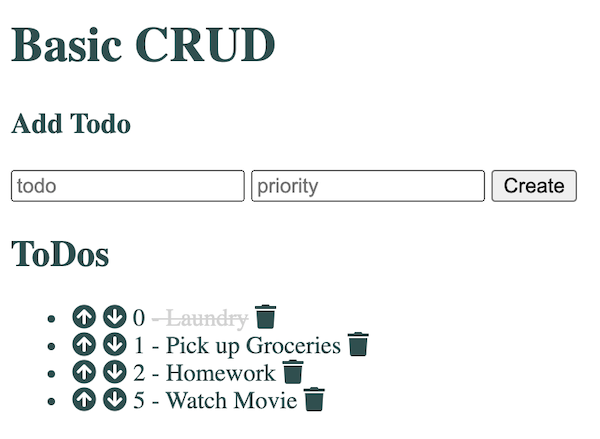 Basic CRUD
Add Todo
todo priority Create
ToDos
0 - Laundry
1 - Pick up Groceries
2 - Homework
5 - Watch Movie